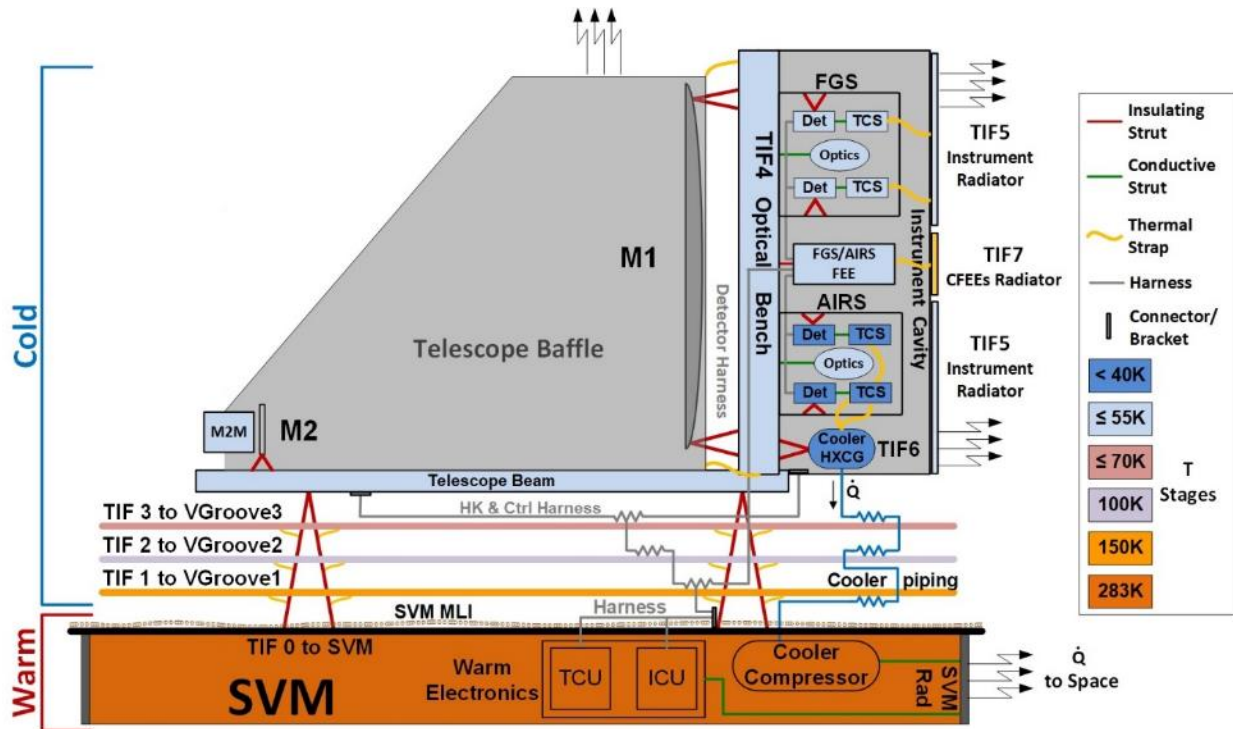 Cold
Warm
FGS
Det
TCS
Optics
Det
TCS
TIF4 Optical Bench
Instrument Cavity
TIF5
Instrument
Radiator
FGS/AIRS
FEE
TIF7
CFEEs Radiator
AIRS
Det
TCS
Optics
Det
TCS
TIF5
Instrument
Radiator
Cooler
HXCG
TIF6
Q̇
M1
Telescope Baffle
Detector Harness
M2M
M2
Telescope Beam
HK & Ctrl Harness
TIF 3 to VGroove3
TIF 2 to VGroove2
TIF 1 to VGroove1
Cooler piping
SVM MLI
Harness
TIF 0 to SVM
SVM
Warm
Electronics
TCU
ICU
Cooler
Compressor
SVM
Rad
Q̇
to Space
Insulating
Strut
Conductive
Strut
Thermal
Strap
Harness
Connector/
Bracket
< 40K
≤ 55K
≤ 70K
100K
150K
283K
T
Stages